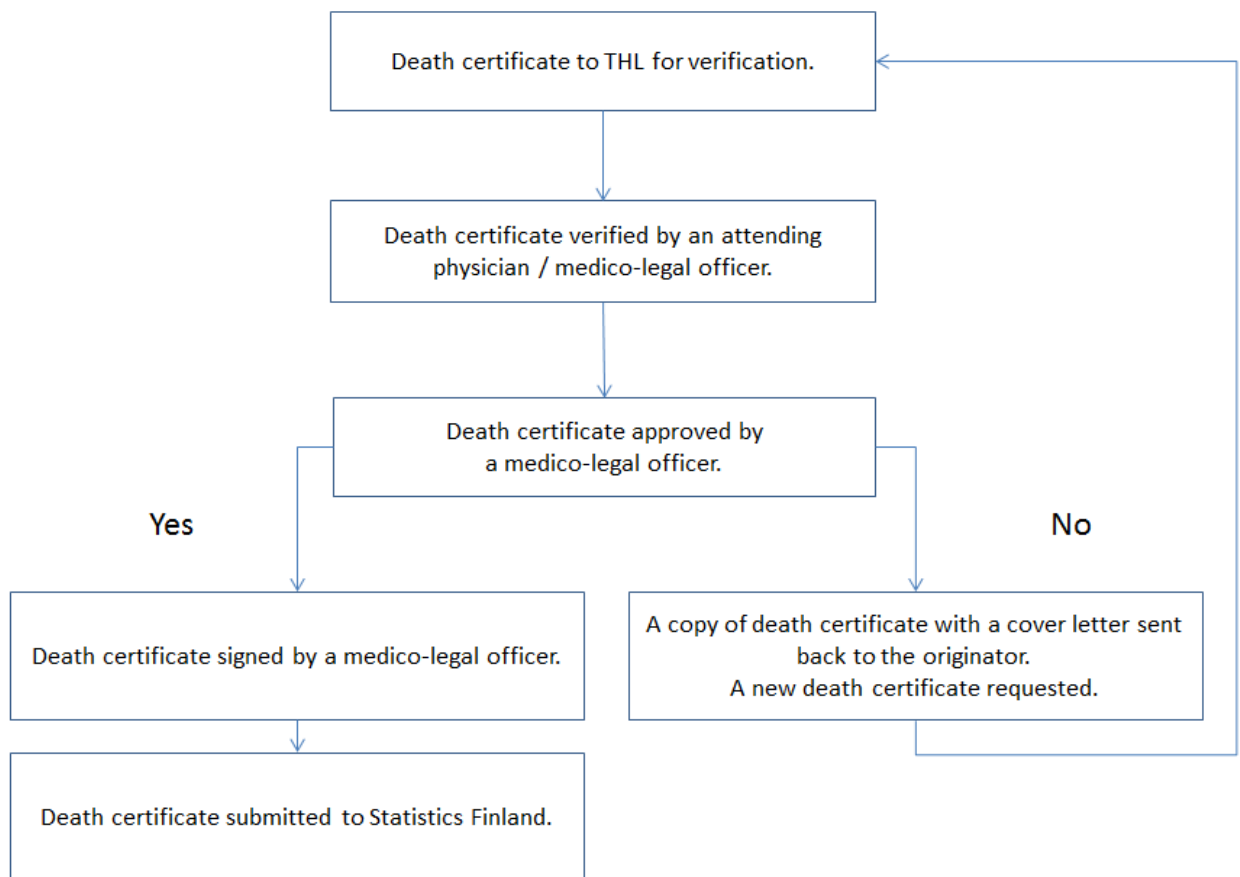 Death certificate to THL for verification.
Death certificate verified by an attending
physician / medico-legal officer.
Death certificate approved by
a medico-legal officer.
Yes
No
Death certificate signed by a medico-legal officer.
A copy of death certificate with a cover letter sent
back to the originator.
A new death certificate requested.
Death certificate submitted to Statistics Finland.